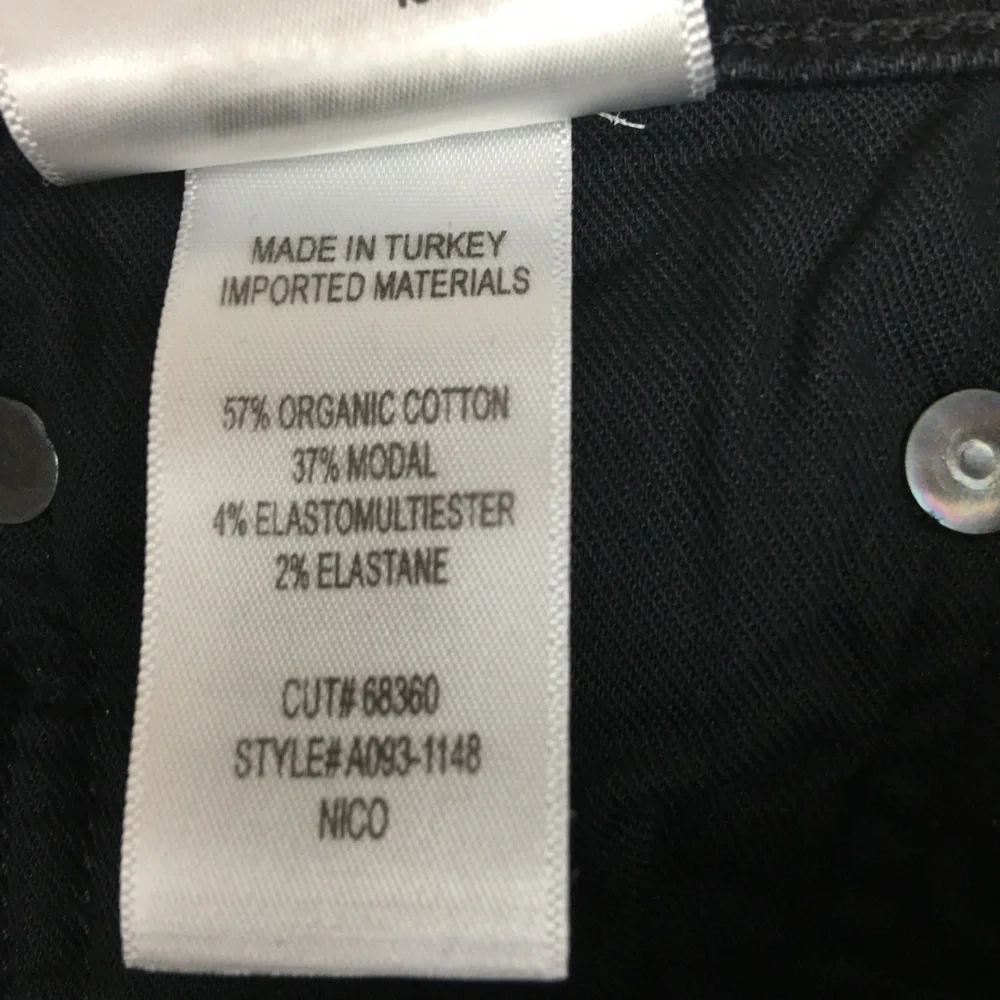 MADE IN TURKEY
IMPORTED MATERIALS
57% ORGANIC COTTON
37% MODAL
4% ELASTOMULTIESTER
2% ELASTANE
CUT# 68360
STYLE# A093-1148
NICO